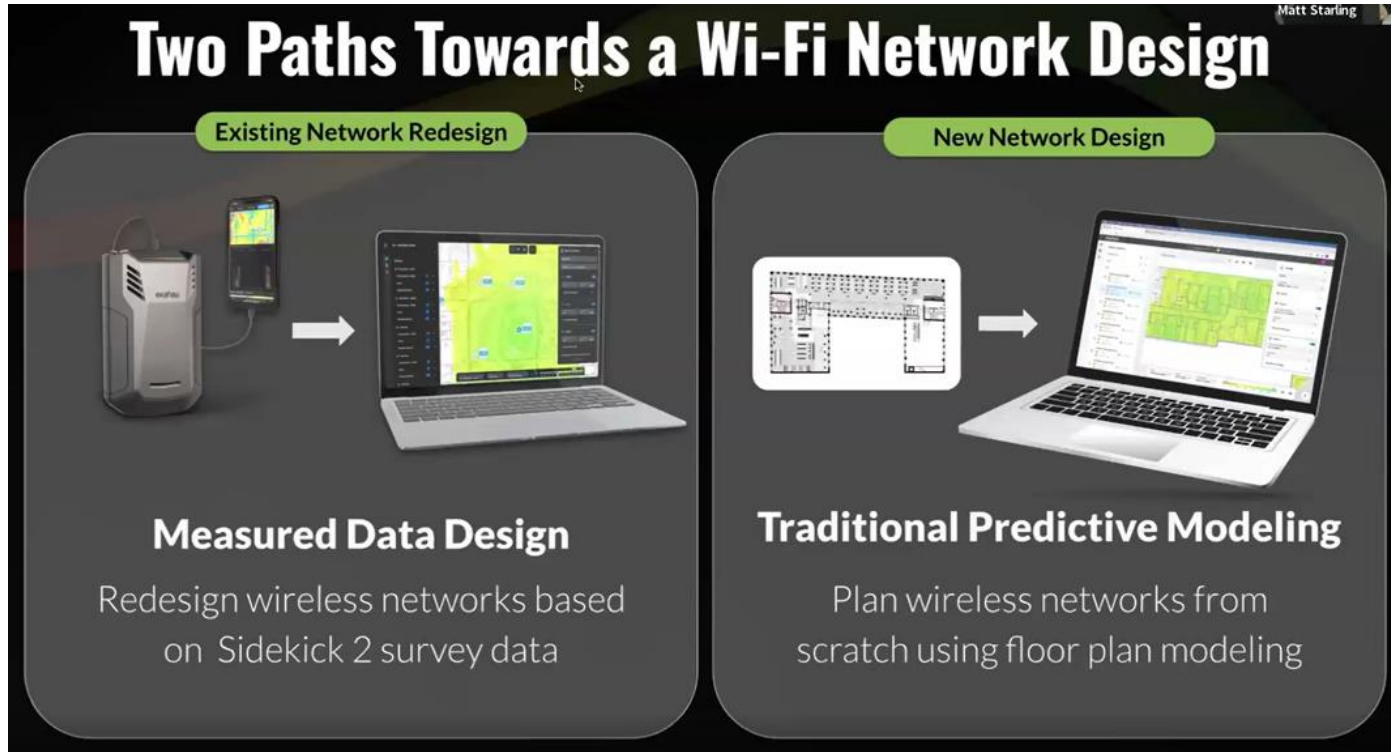 Matt Starling
Two Paths Towards a Wi-Fi Network Design
Existing Network Redesign
ekahau
Measured Data Design
Redesign wireless networks based
on Sidekick 2 survey data
New Network Design
Traditional Predictive Modeling
Plan wireless networks from
scratch using floor plan modeling